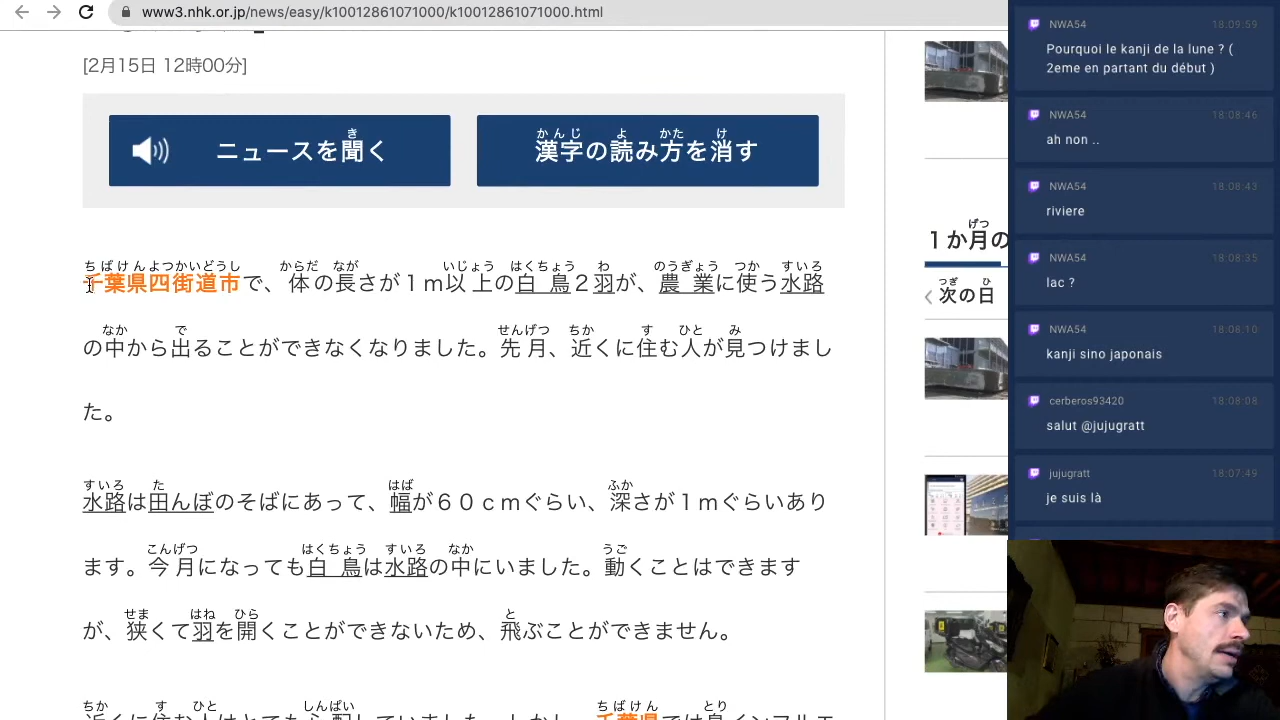 www3.nhk.or.jp/news/easy/k10012861071000/k10012861071000.html
[2月15日 12時00分]
ニュースを聞く
漢字の読み方を消す
千葉県四街道市で、体の長さが１ｍ以上の白鳥２羽が、農業に使う水路
の中から出ることができなくなりました。先月、近くに住む人が見つけまし
た。
水路は田んぼのそばにあって、幅が６０ｃｍぐらい、深さが１ｍぐらいあり
ます。今月になっても白鳥は水路の中にいました。動くことはできます
が、狭くて羽を開くことができないため、飛ぶことができません。
１か月の
次の日
NWA54 18:09:59
Pourquoi le kanji de la lune ? (
2eme en partant du début )
NWA54 18:08:46
ah non ..
NWA54 18:08:43
riviere
NWA54 18:08:35
lac ?
NWA54 18:08:10
kanji sino japonais
cerberos93420 18:08:08
salut @jujugratt
jujugratt 18:07:49
je suis là